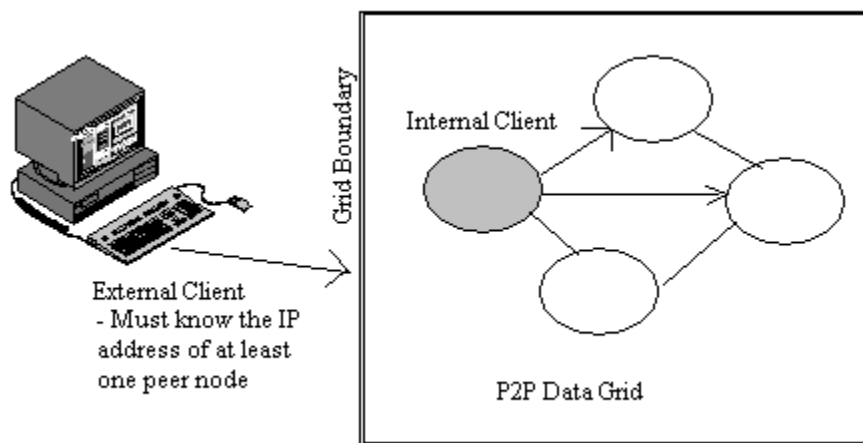 Grid Boundary
Internal Client
External Client
- Must know the IP
address of at least
one peer node
P2P Data Grid